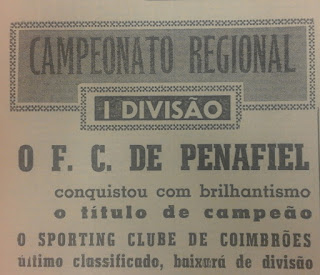 CAMPEONATO REGIONAL
I DIVISÃO
O F. C. DE PENAFIEL
conquistou com brilhantismo
o título de campeão
O SPORTING CLUBE DE COIMBRÕES
último classificado, baixará de divisão